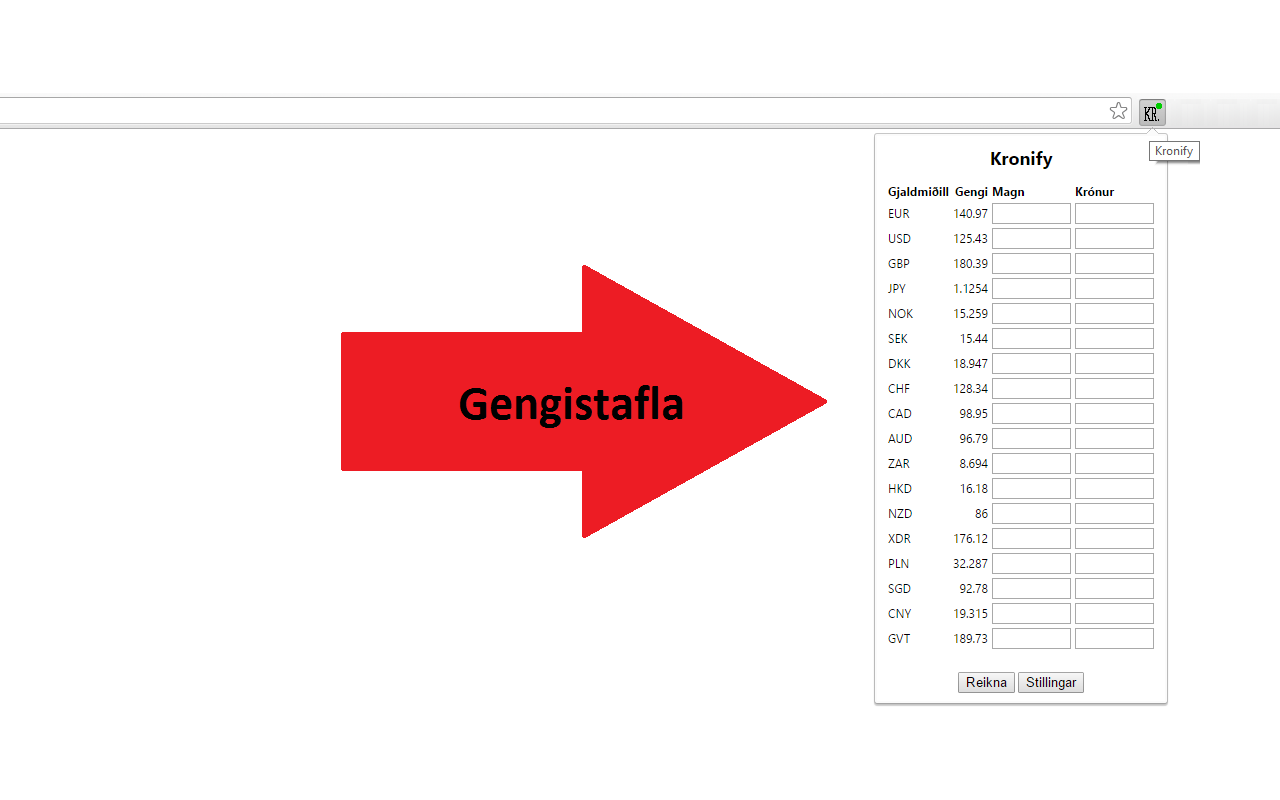 KR.
Kronify
Kronify
Gjaldmiðill Gengi Magn Krónur
EUR 140.97
USD 125.43
GBP 180.39
JPY 1.1254
NOK 15.259
SEK 15.44
DKK 18.947
CHF 128.34
CAD 98.95
AUD 96.79
ZAR 8.694
HKD 16.18
NZD 86
XDR 176.12
PLN 32.287
SGD 92.78
CNY 19.315
GVT 189.73
Reikna Stillingar
Gengistafla